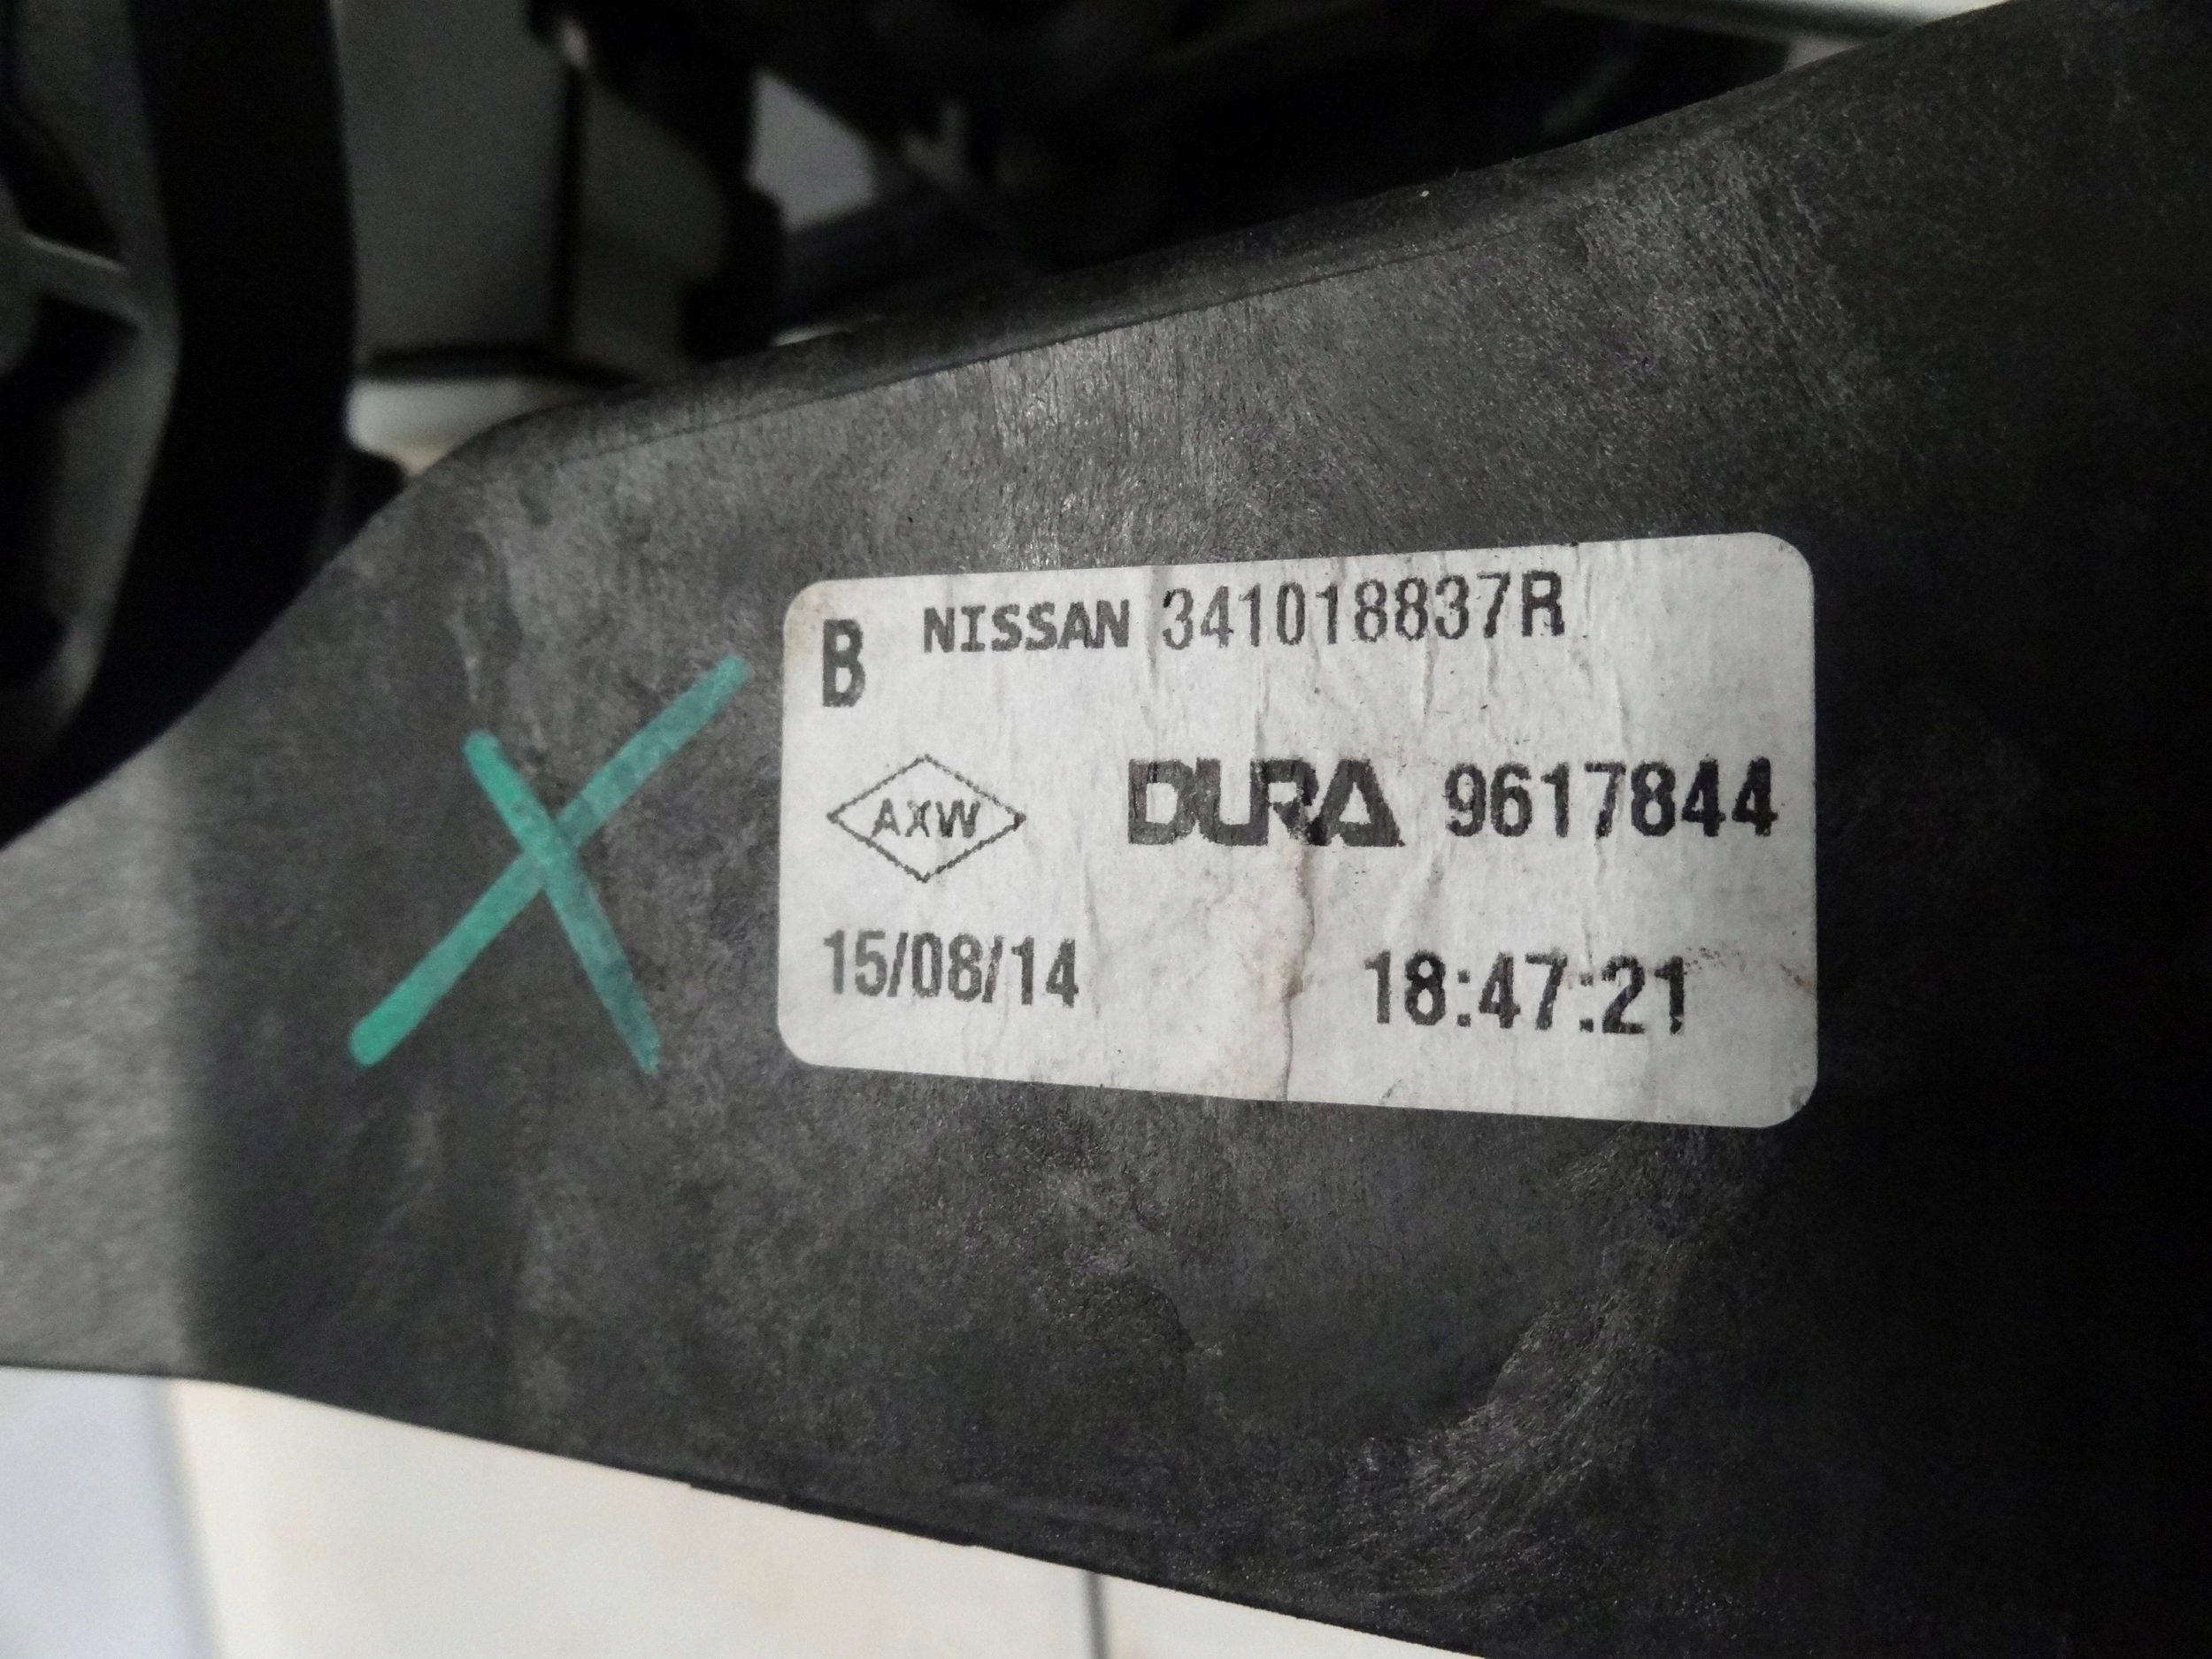 B NISSAN 341018837R
AXW DURA 9617844
15/08/14 18:47:21
X